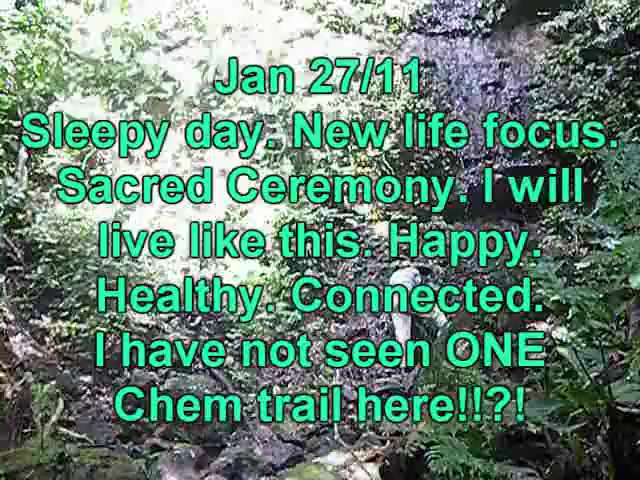 Jan 27/11
Sleepy day. New life focus.
Sacred Ceremony. I will
live like this. Happy.
Healthy. Connected.
I have not seen ONE
Chem trail here!!?!